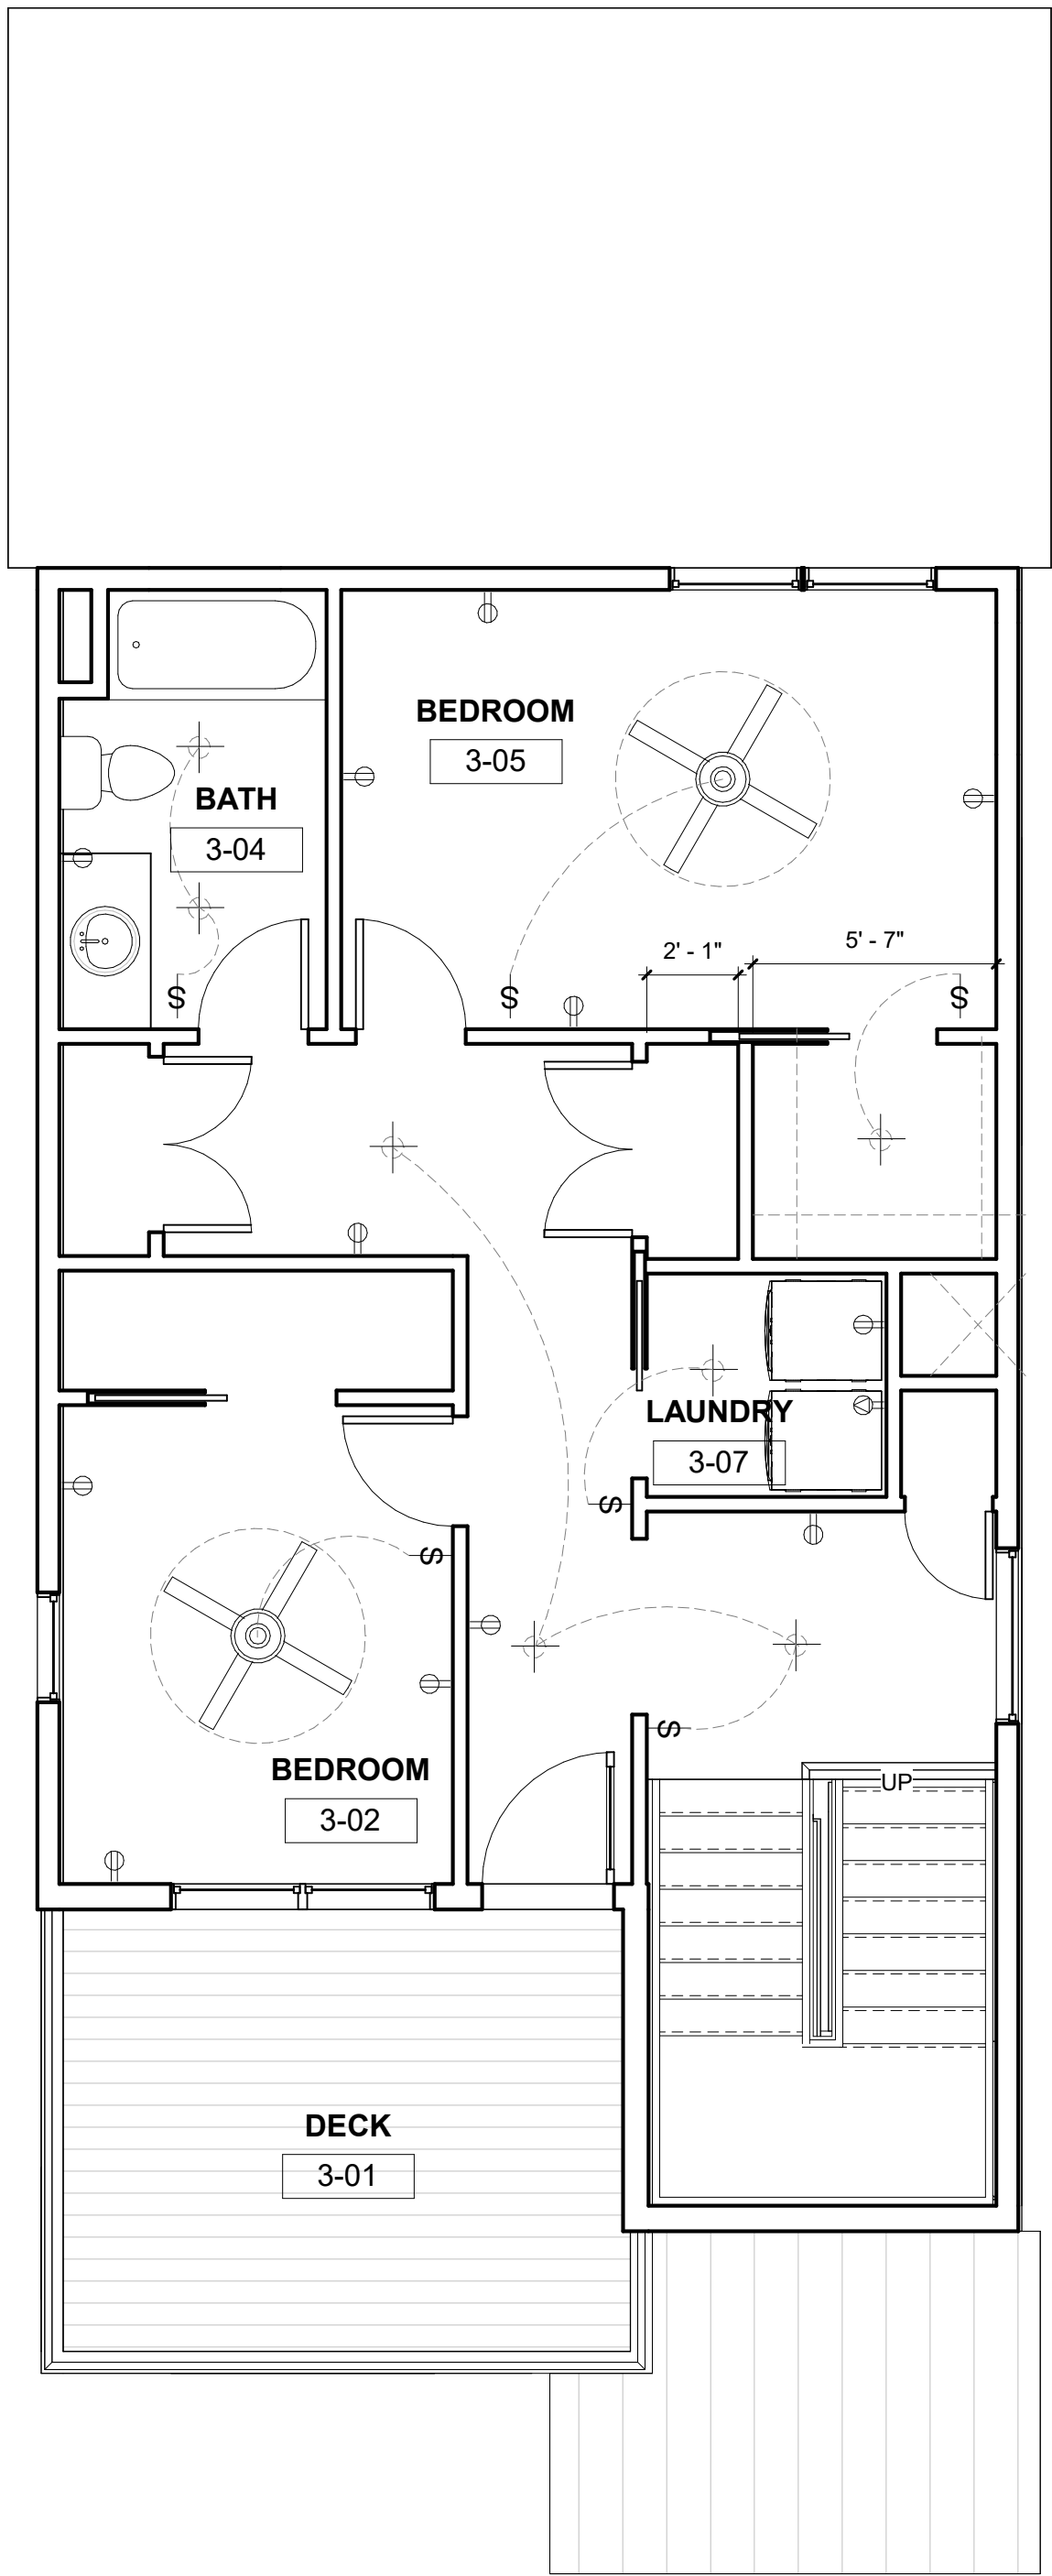 BEDROOM
3-05
BATH
3-04
2' - 1"
5' - 7"
S
S
S
LAUNDRY
3-07
S
S
S
BEDROOM
3-02
UP
DECK
3-01